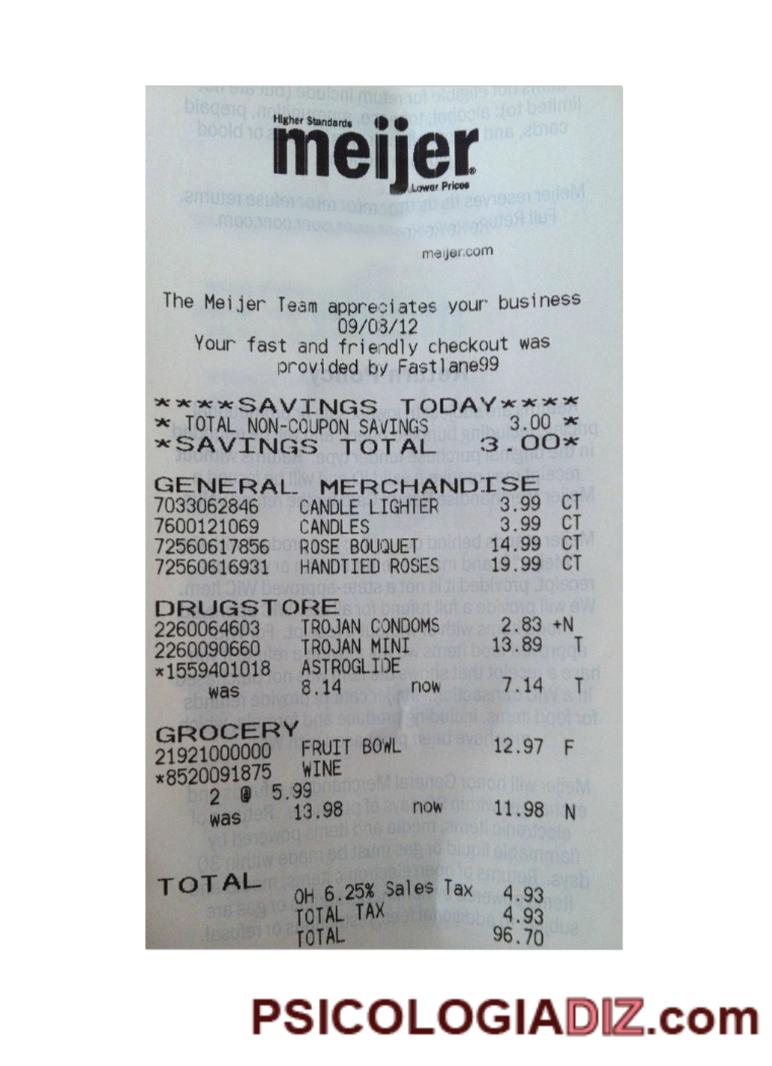 Higher Standards
meijer®
Lower Prices
meijer.com
The Meijer Team appreciates your business
09/08/12
Your fast and friendly checkout was
provided by Fastlane99
****SAVINGS TODAY****
* TOTAL NON-COUPON SAVINGS 3.00 *
*SAVINGS TOTAL 3.00*
GENERAL MERCHANDISE
7033062846 CANDLE LIGHTER 3.99 CT
7600121069 CANDLES 3.99 CT
72560617856 ROSE BOUQUET 14.99 CT
72560616931 HANDTIED ROSES 19.99 CT
DRUGSTORE
2260064603 TROJAN CONDOMS 2.83 +N
2260090660 TROJAN MINI 13.89 T
*1559401018 ASTROGLIDE
was 8.14 now 7.14 T
GROCERY
21921000000 FRUIT BOWL 12.97 F
*8520091875 WINE
2 @ 5.99
was 13.98 now 11.98 N
TOTAL
OH 6.25% Sales Tax 4.93
TOTAL TAX 4.93
TOTAL 96.70
PSICOLOGIADIZ.com